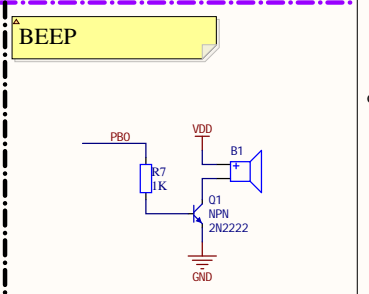 BEEP
PB0
VDD
B1
+
R7
1K
Q1
NPN
2N2222
GND